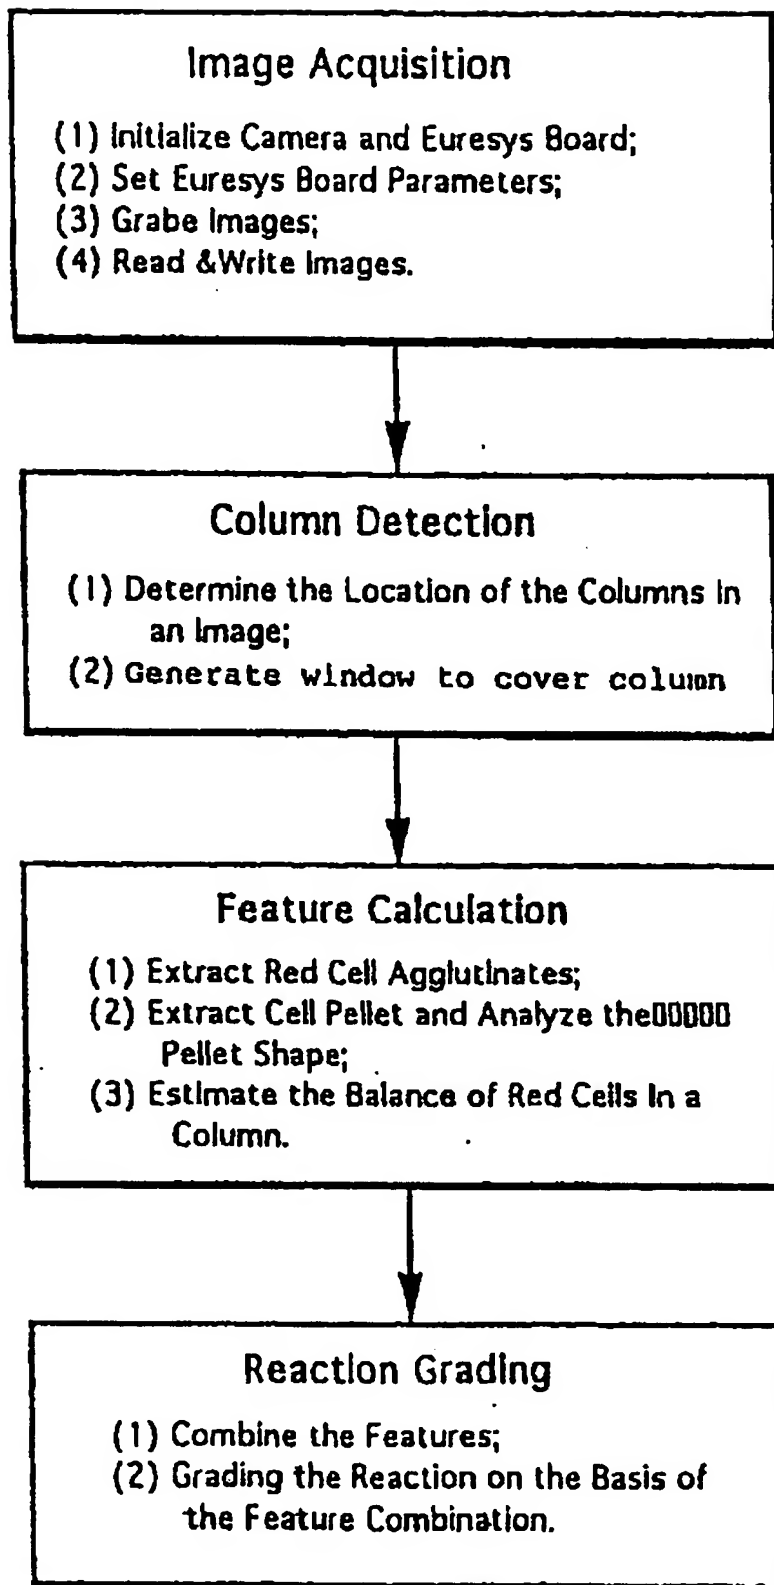 Image Acquisition
(1) Initialize Camera and Euresys Board;
(2) Set Euresys Board Parameters;
(3) Grabe Images;
(4) Read &Write Images.
Column Detection
(1) Determine the Location of the Columns in
an Image;
(2) Generate window to cover column
Feature Calculation
(1) Extract Red Cell Agglutinates;
(2) Extract Cell Pellet and Analyze the▯▯▯▯▯
Pellet Shape;
(3) Estimate the Balance of Red Cells in a
Column.
Reaction Grading
(1) Combine the Features;
(2) Grading the Reaction on the Basis of
the Feature Combination.